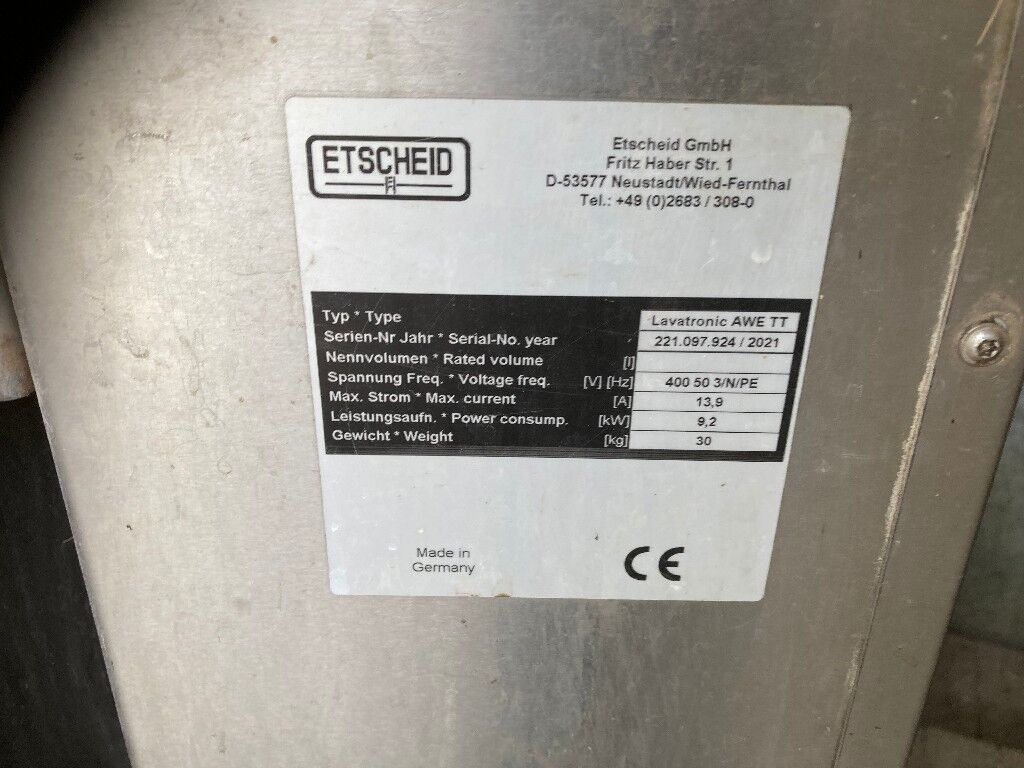 ETSCHEID
Etscheid GmbH
Fritz Haber Str. 1
D-53577 Neustadt/Wied-Fernthal
Tel.: +49 (0)2683 / 308-0
Typ * Type Lavatronic AWE TT
Serien-Nr Jahr * Serial-No. year 221.097.924 / 2021
Nennvolumen * Rated volume [l]
Spannung Freq. * Voltage freq. [V] [Hz] 400 50 3/N/PE
Max. Strom * Max. current [A] 13,9
Leistungsaufn. * Power consump. [kW] 9,2
Gewicht * Weight [kg] 30
Made in
Germany
CE